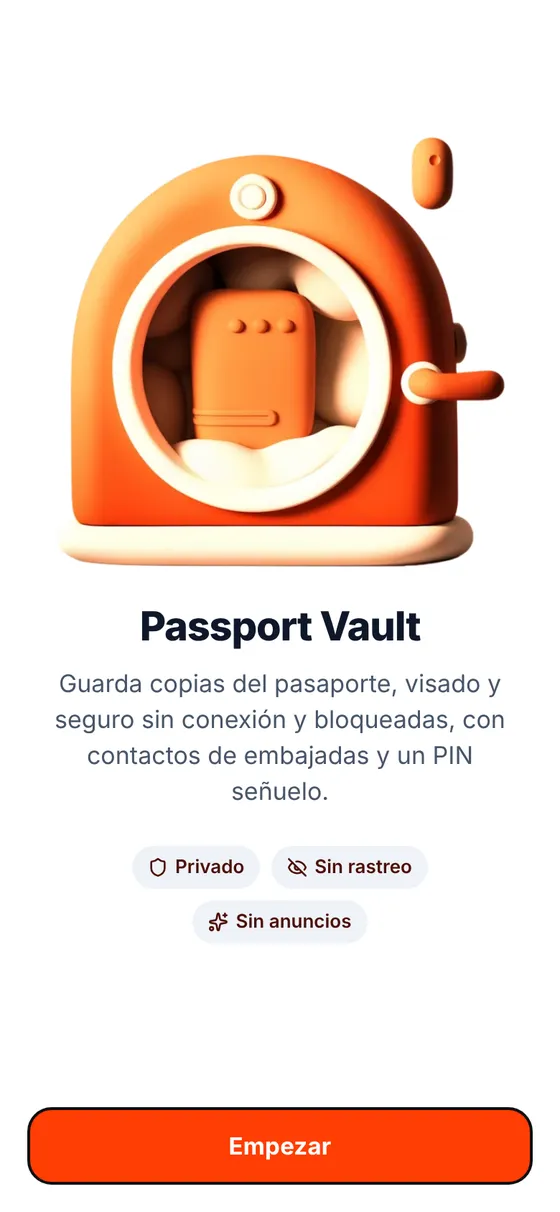 Passport Vault
Guarda copias del pasaporte, visado y
seguro sin conexión y bloqueadas, con
contactos de embajadas y un PIN
señuelo.
Privado
Sin rastreo
Sin anuncios
Empezar